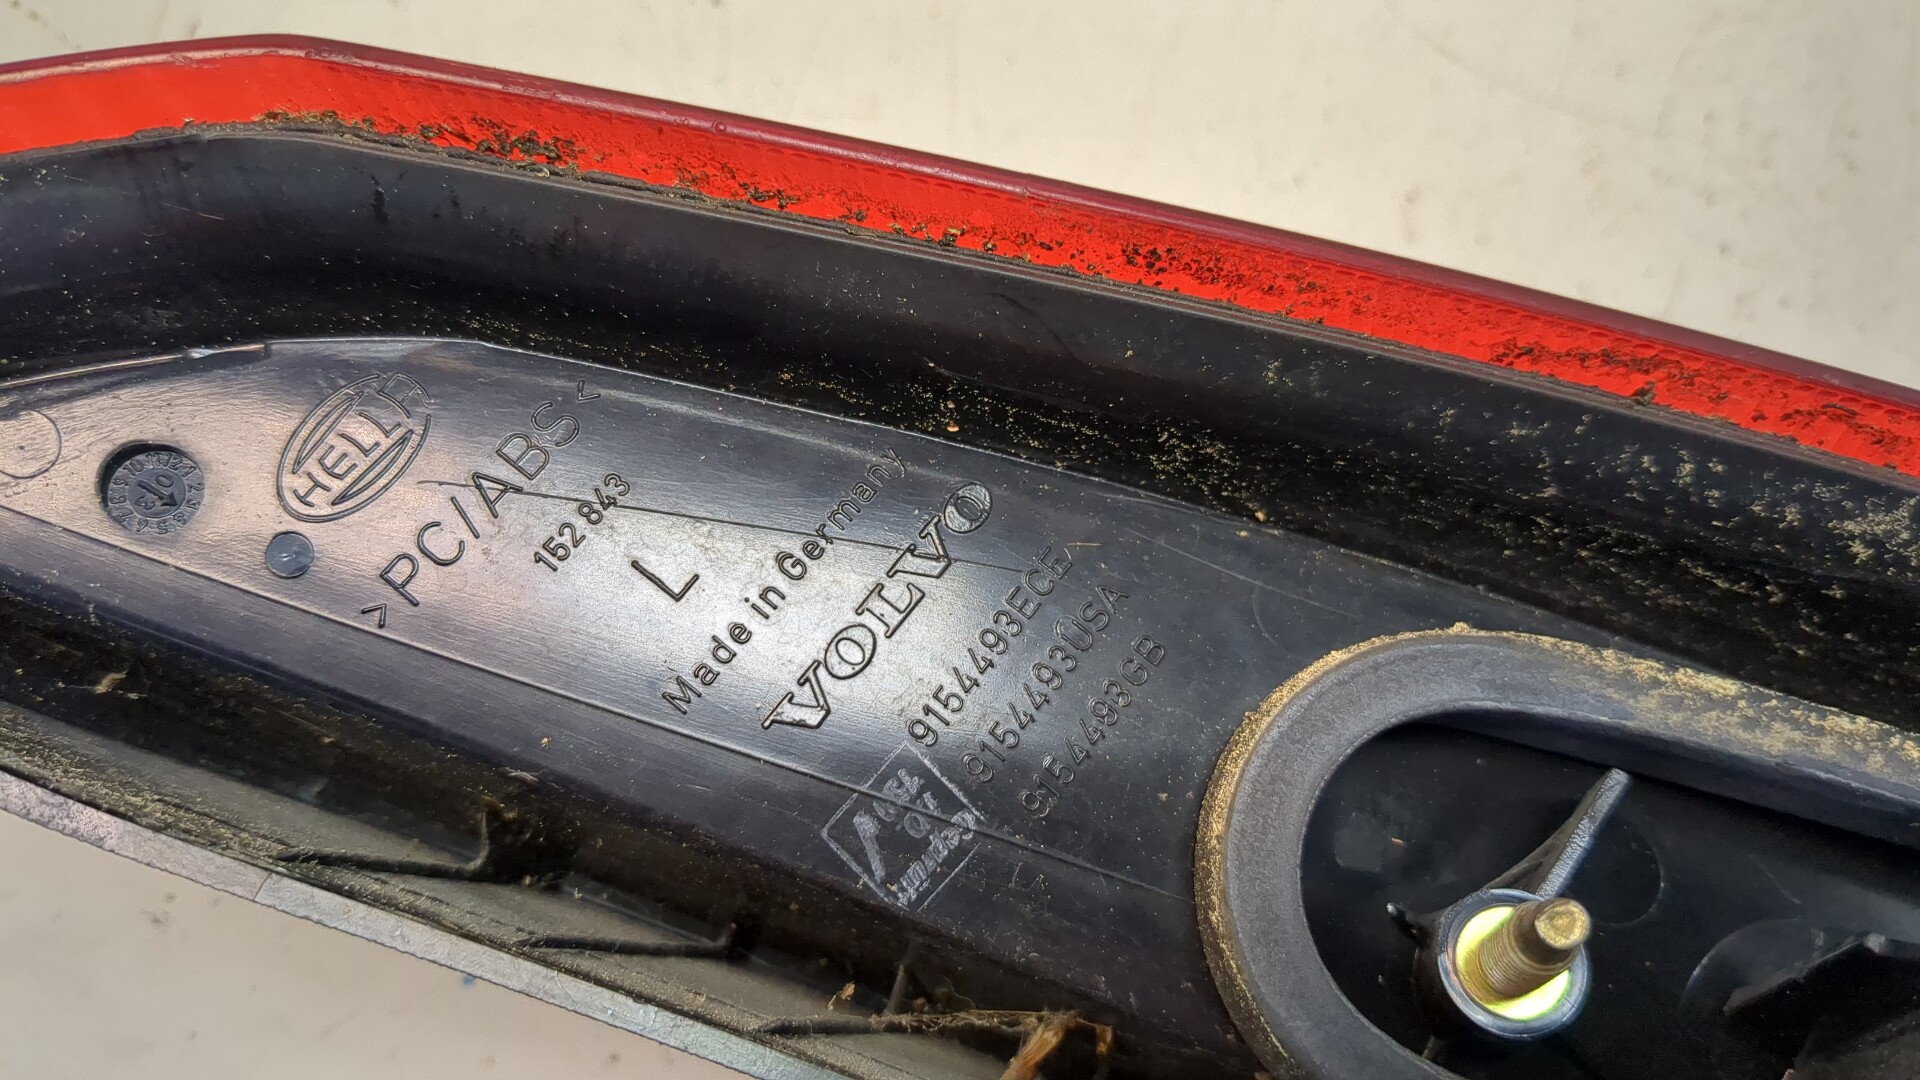 HELLA
>PC/ABS<
152 843
L
Made in Germany
VOLVO
9154493ECE
9154493USA
9154493GB